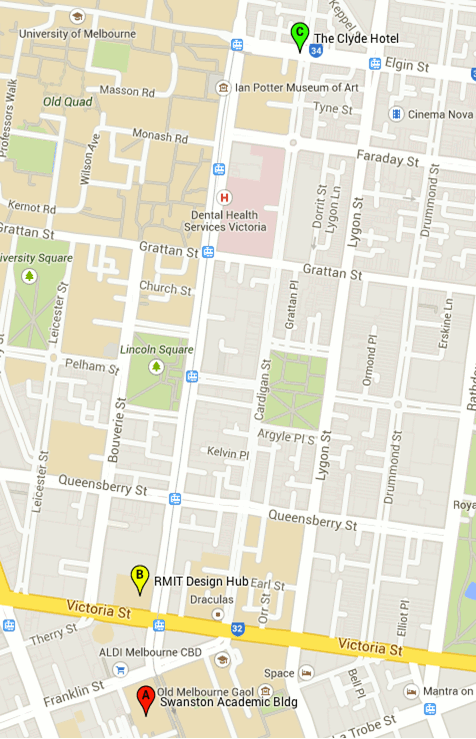 Keppel
C
The Clyde Hotel
34
Elgin St
University of Melbourne
Masson Rd
Ian Potter Museum of Art
Old Quad
Tyne St
Cinema Nova
Professors Walk
Wilson Ave
Monash Rd
Faraday St
H
Dental Health
Services Victoria
Dorrit St
Lygon Ln
Lygon St
Drummond St
Kernot Rd
Grattan St
Grattan St
Grattan St
University Square
Church St
Grattan Pl
Leicester St
Erskine Ln
Lincoln Square
Pelham St
Ormond Pl
Cardigan St
Bouverie St
Argyle Pl S
Lygon St
Drummond St
Kelvin Pl
Leicester St
Queensberry St
Queensberry St
Roya
B
RMIT Design Hub
Earl St
Draculas
Orr St
Elliot Pl
Victoria St
32
Victoria St
Therry St
ALDI Melbourne CBD
Space
Bell Pl
Franklin St
A
Old Melbourne Gaol
Swanston Academic Bldg
Mantra on
La Trobe St